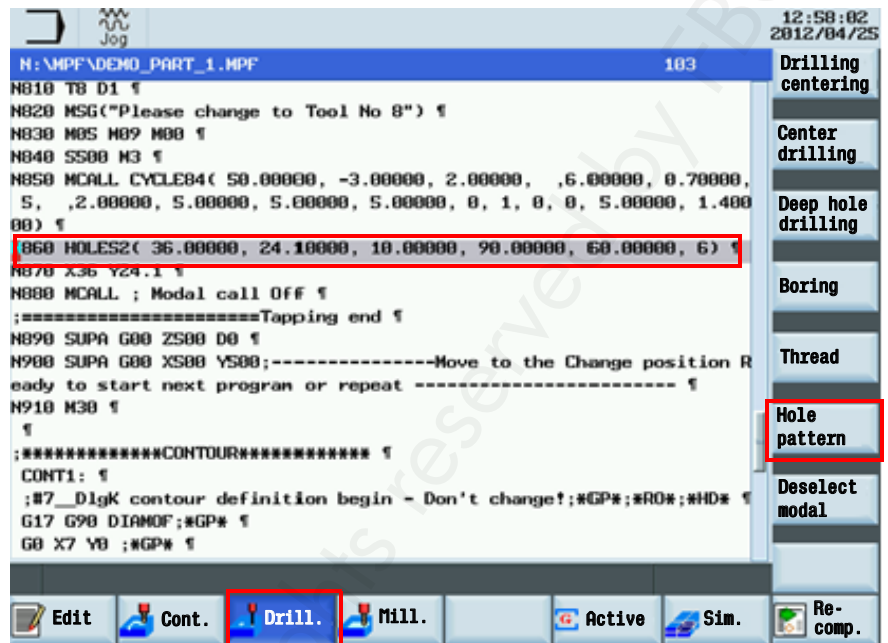 Jog
12:58:02
2012/04/25
N:\MPF\DEMO_PART_1.MPF 103
N810 T8 D1 ¶
N820 MSG("Please change to Tool No 8") ¶
N830 M05 M09 M00 ¶
N840 S500 M3 ¶
N850 MCALL CYCLE84( 50.00000, -3.00000, 2.00000, ,6.00000, 0.70000,
5, ,2.00000, 5.00000, 5.00000, 5.00000, 0, 1, 0, 0, 5.00000, 1.400
00) ¶
860 HOLES2( 36.00000, 24.10000, 10.00000, 90.00000, 60.00000, 6) ¶
N870 X36 Y24.1 ¶
N880 MCALL ; Modal call Off ¶
;======================Tapping end ¶
N890 SUPA G00 Z500 D0 ¶
N900 SUPA G00 X500 Y500;---------------Move to the Change position R
eady to start next program or repeat ------------------------ ¶
N910 M30 ¶
¶
;*************CONTOUR************ ¶
CONT1: ¶
;#7__DlgK contour definition begin - Don't change!;*GP*;*RO*;*HD* ¶
G17 G90 DIAMOF;*GP* ¶
G0 X7 Y0 ;*GP* ¶
Drilling
centering
Center
drilling
Deep hole
drilling
Boring
Thread
Hole
pattern
Deselect
modal
Edit
Cont.
Drill.
Mill.
G Active
Sim.
Re-
comp.